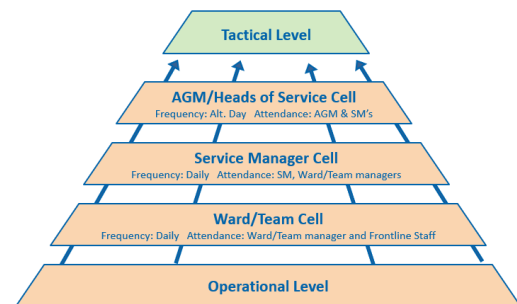 Tactical Level
AGM/Heads of Service Cell
Frequency: Alt. Day   Attendance: AGM & SM's
Service Manager Cell
Frequency: Daily   Attendance: SM, Ward/Team managers
Ward/Team Cell
Frequency: Daily   Attendance: Ward/Team manager and Frontline Staff
Operational Level